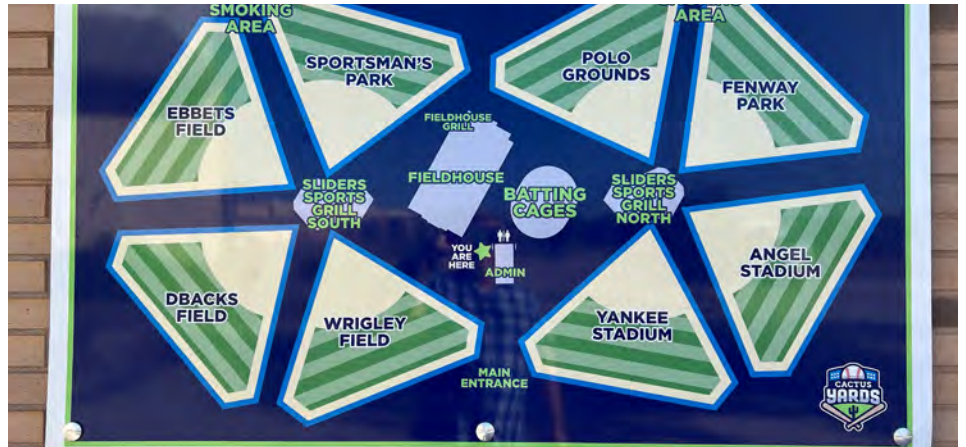 SMOKING
AREA
AREA
SPORTSMAN'S
PARK
POLO
GROUNDS
FENWAY
PARK
EBBETS
FIELD
FIELDHOUSE
GRILL
FIELDHOUSE
SLIDERS
SPORTS
GRILL
SOUTH
BATTING
CAGES
SLIDERS
SPORTS
GRILL
NORTH
YOU
ARE
HERE
ADMIN
ANGEL
STADIUM
DBACKS
FIELD
WRIGLEY
FIELD
YANKEE
STADIUM
MAIN
ENTRANCE
CACTUS
YARDS